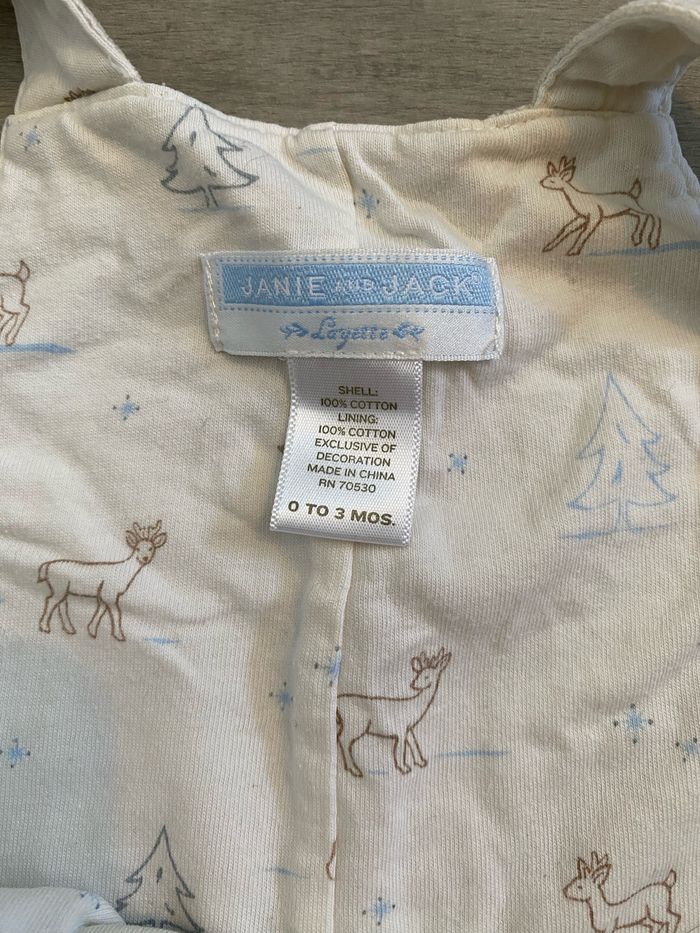 JANIE AND JACK
Layette
SHELL:
100% COTTON
LINING:
100% COTTON
EXCLUSIVE OF
DECORATION
MADE IN CHINA
RN 70530
0 TO 3 MOS.